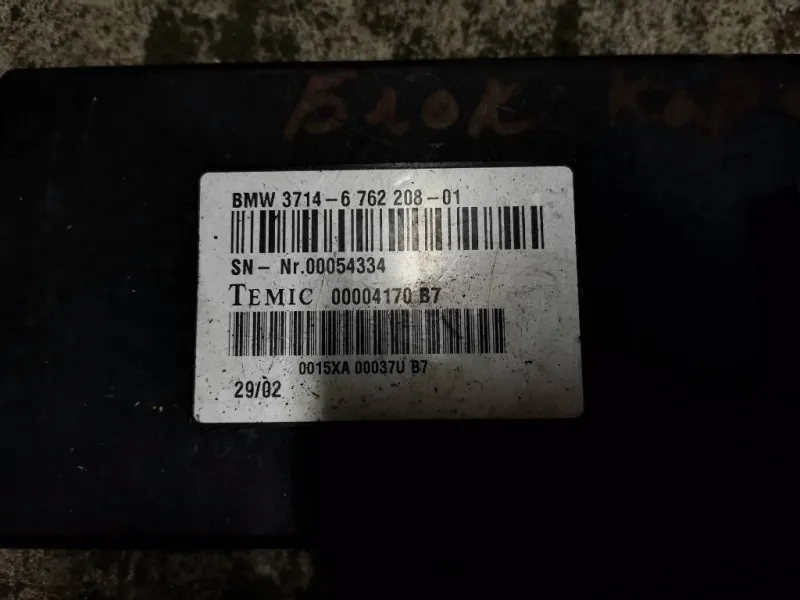 Блок
BMW 3714-6 762 208-01
SN- Nr.00054334
TEMIC 00004170 B7
0015XA 00037U B7
29/02